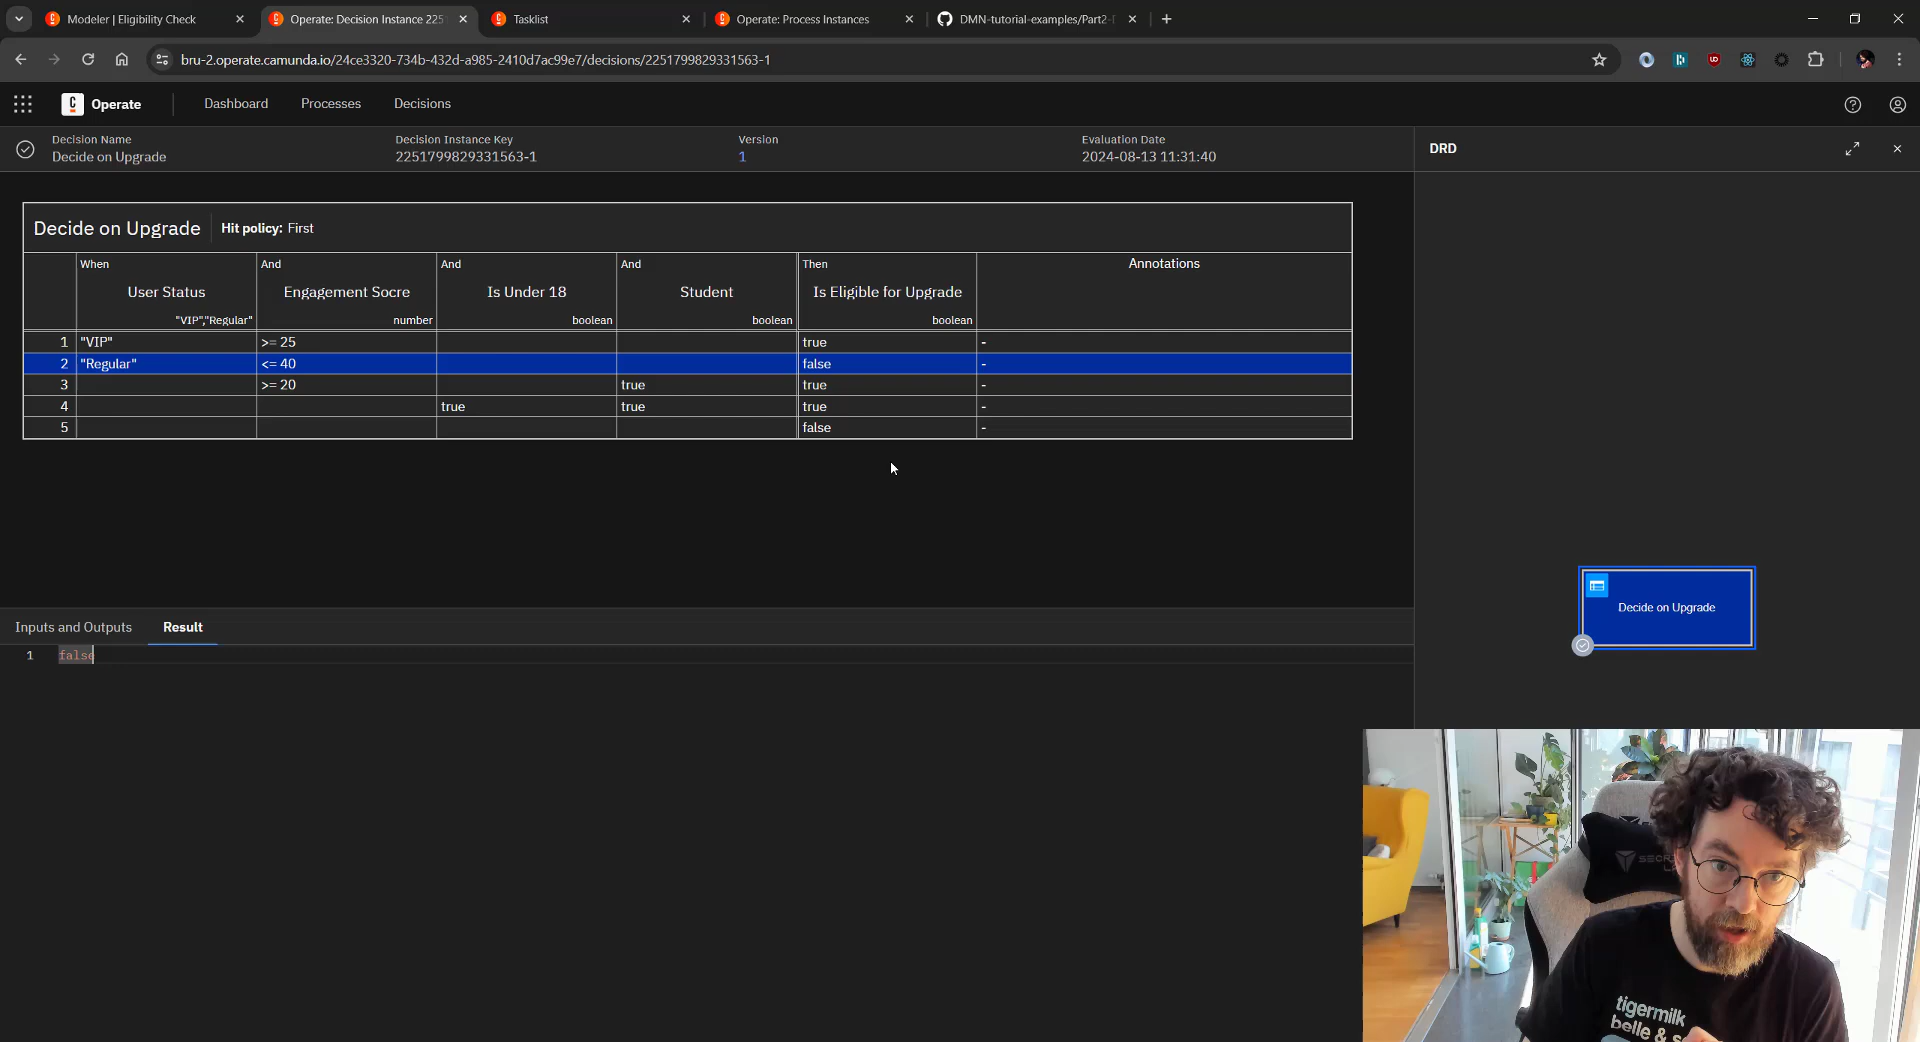 Modeler | Eligibility Check
Operate: Decision Instance 225
Tasklist
Operate: Process Instances
DMN-tutorial-examples/Part2-
bru-2.operate.camunda.io/24ce3320-734b-432d-a985-2410d7ac99e7/decisions/2251799829331563-1
C Operate
Dashboard
Processes
Decisions
Decision Name
Decide on Upgrade
Decision Instance Key
2251799829331563-1
Version
1
Evaluation Date
2024-08-13 11:31:40
DRD
Decide on Upgrade
Hit policy: First
When And And And Then Annotations
User Status Engagement Socre Is Under 18 Student Is Eligible for Upgrade
"VIP","Regular" number boolean boolean boolean
1 "VIP" >= 25 true -
2 "Regular" <= 40 false -
3 >= 20 true true -
4 true true true -
5 false -
Decide on Upgrade
Inputs and Outputs
Result
1 false
tigermilk
belle &